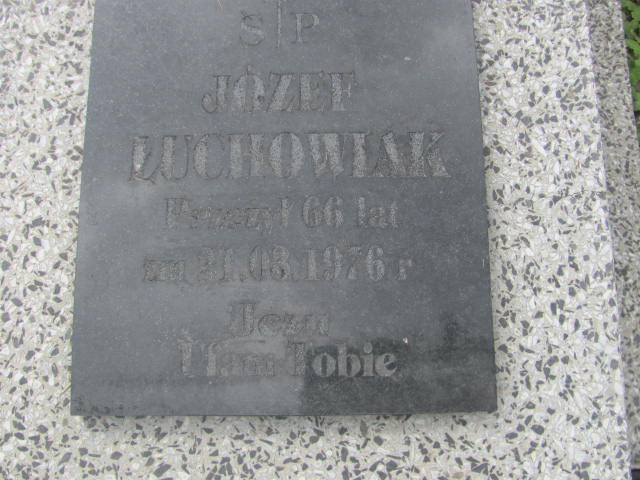 Ś P
JÓZEF
ŁUCHOWIAK
Przeżył 66 lat
zm 21.08.1976 r
Jezu
Ufam Tobie